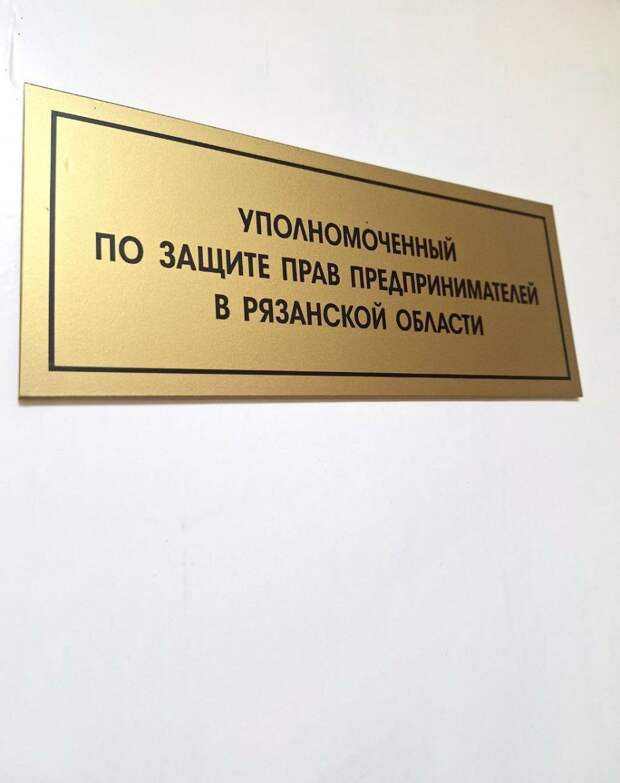 УПОЛНОМОЧЕННЫЙ
ПО ЗАЩИТЕ ПРАВ ПРЕДПРИНИМАТЕЛЕЙ
В РЯЗАНСКОЙ ОБЛАСТИ